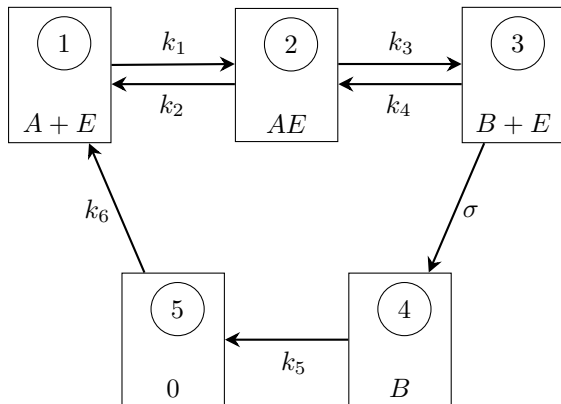 1 k₁ 2 k₃ 3
k₂ k₄
A + E AE B + E
k₆ σ
5 4
k₅
0 B